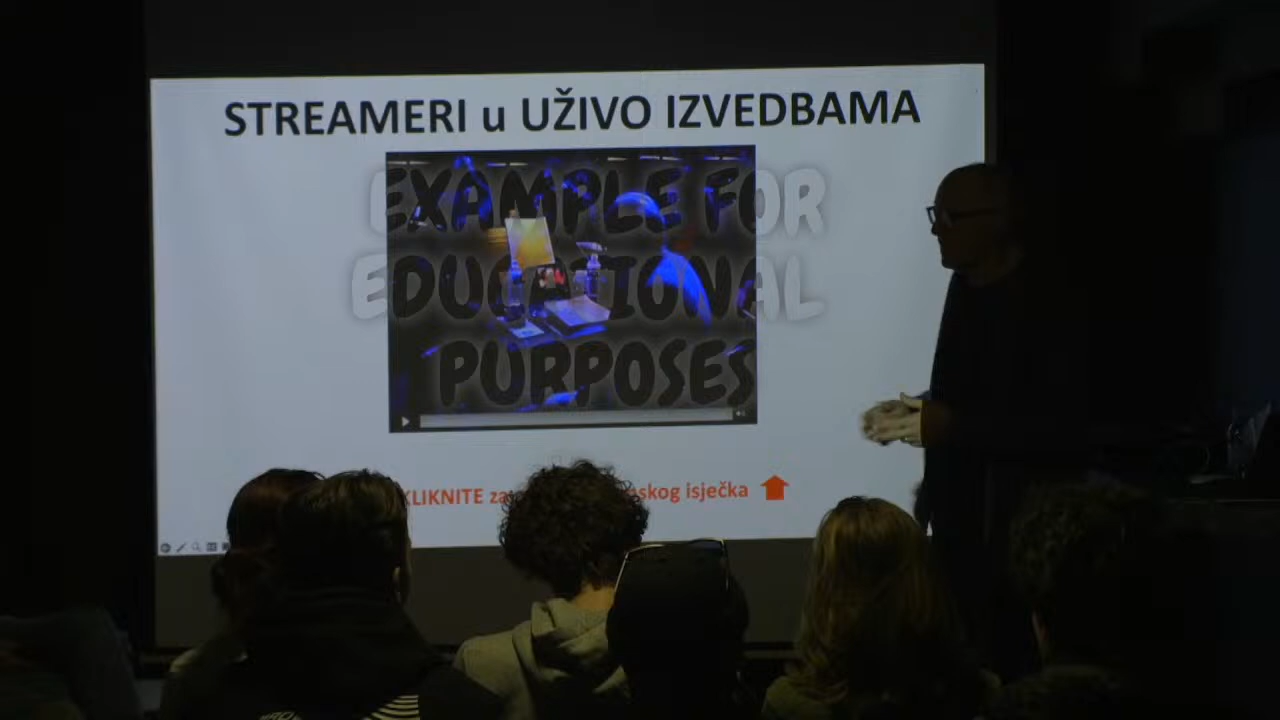 STREAMERI u UŽIVO IZVEDBAMA
EXAMPLE FOR
EDUCATIONAL
PURPOSES
KLIKNITE isječka